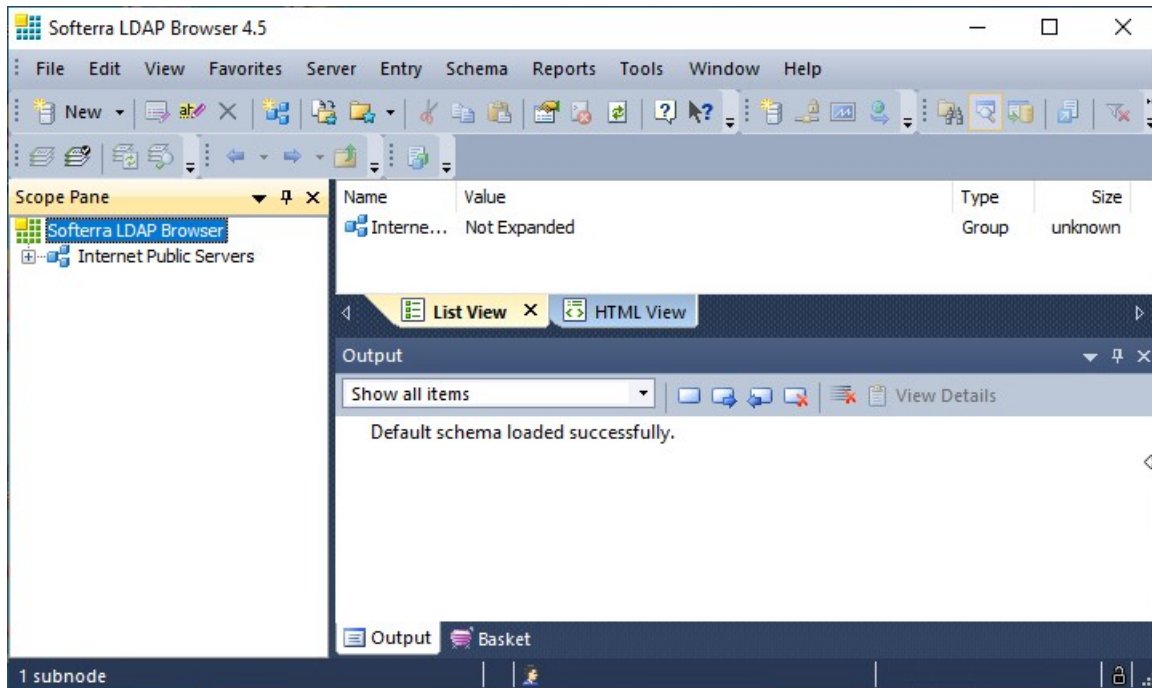 Softerra LDAP Browser 4.5
File Edit View Favorites Server Entry Schema Reports Tools Window Help
New
Scope Pane
Softerra LDAP Browser
Internet Public Servers
Name Value Type Size
Interne... Not Expanded Group unknown
List View HTML View
Output
Show all items View Details
Default schema loaded successfully.
Output Basket
1 subnode